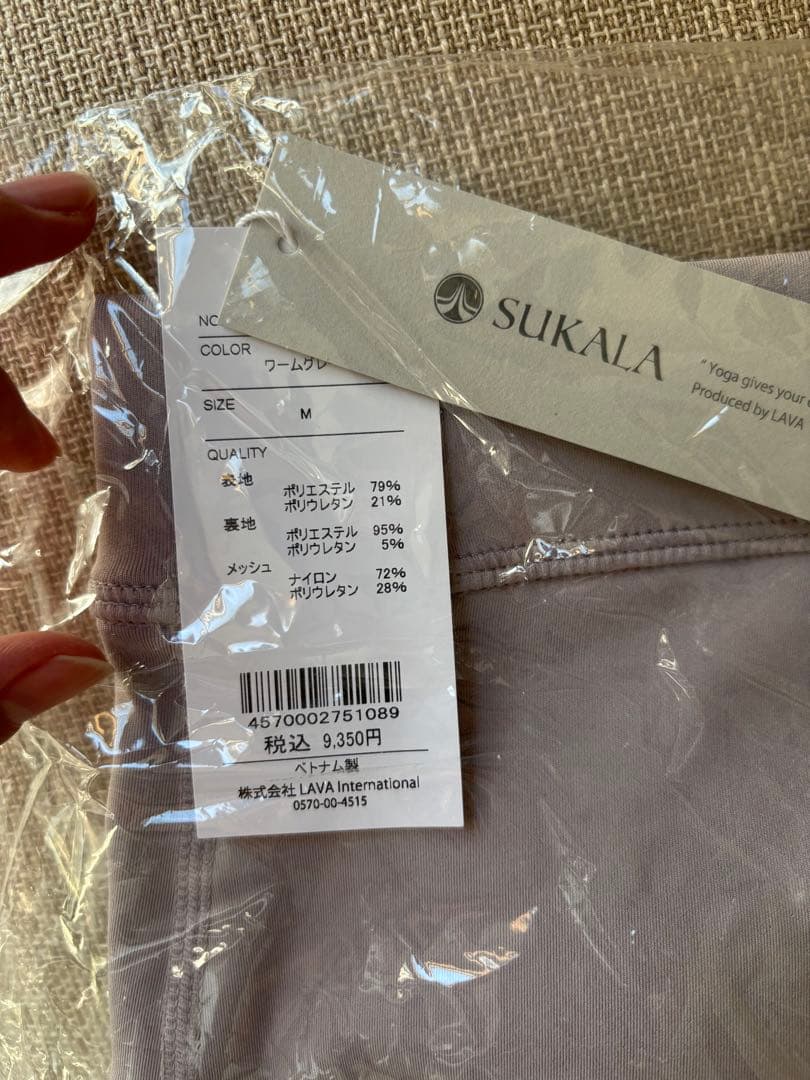 SUKALA
"Yoga gives your
Produced by LAVA
NO
COLOR
ワームグレ
SIZE
M
QUALITY
表地
ポリエステル 79%
ポリウレタン 21%
裏地
ポリエステル 95%
ポリウレタン 5%
メッシュ
ナイロン 72%
ポリウレタン 28%
4570002751089
税込 9,350円
ベトナム製
株式会社 LAVA International
0570-00-4515